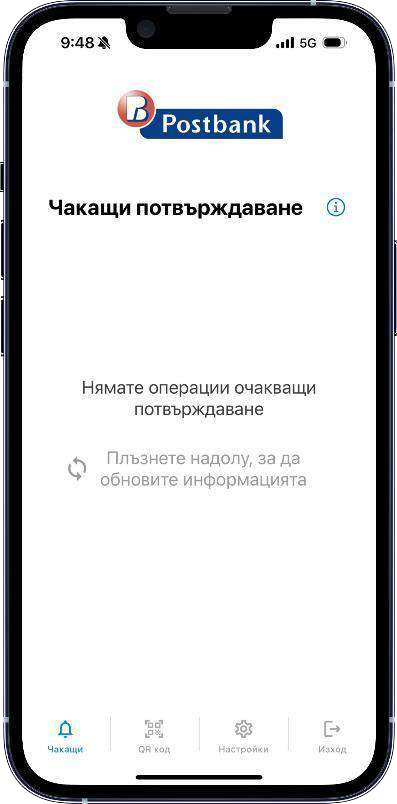 9:48
5G
Postbank
Чакащи потвърждаване
Нямате операции очакващи
потвърждаване
Плъзнете надолу, за да
обновите информацията
Чакащи
QR код
Настройки
Изход